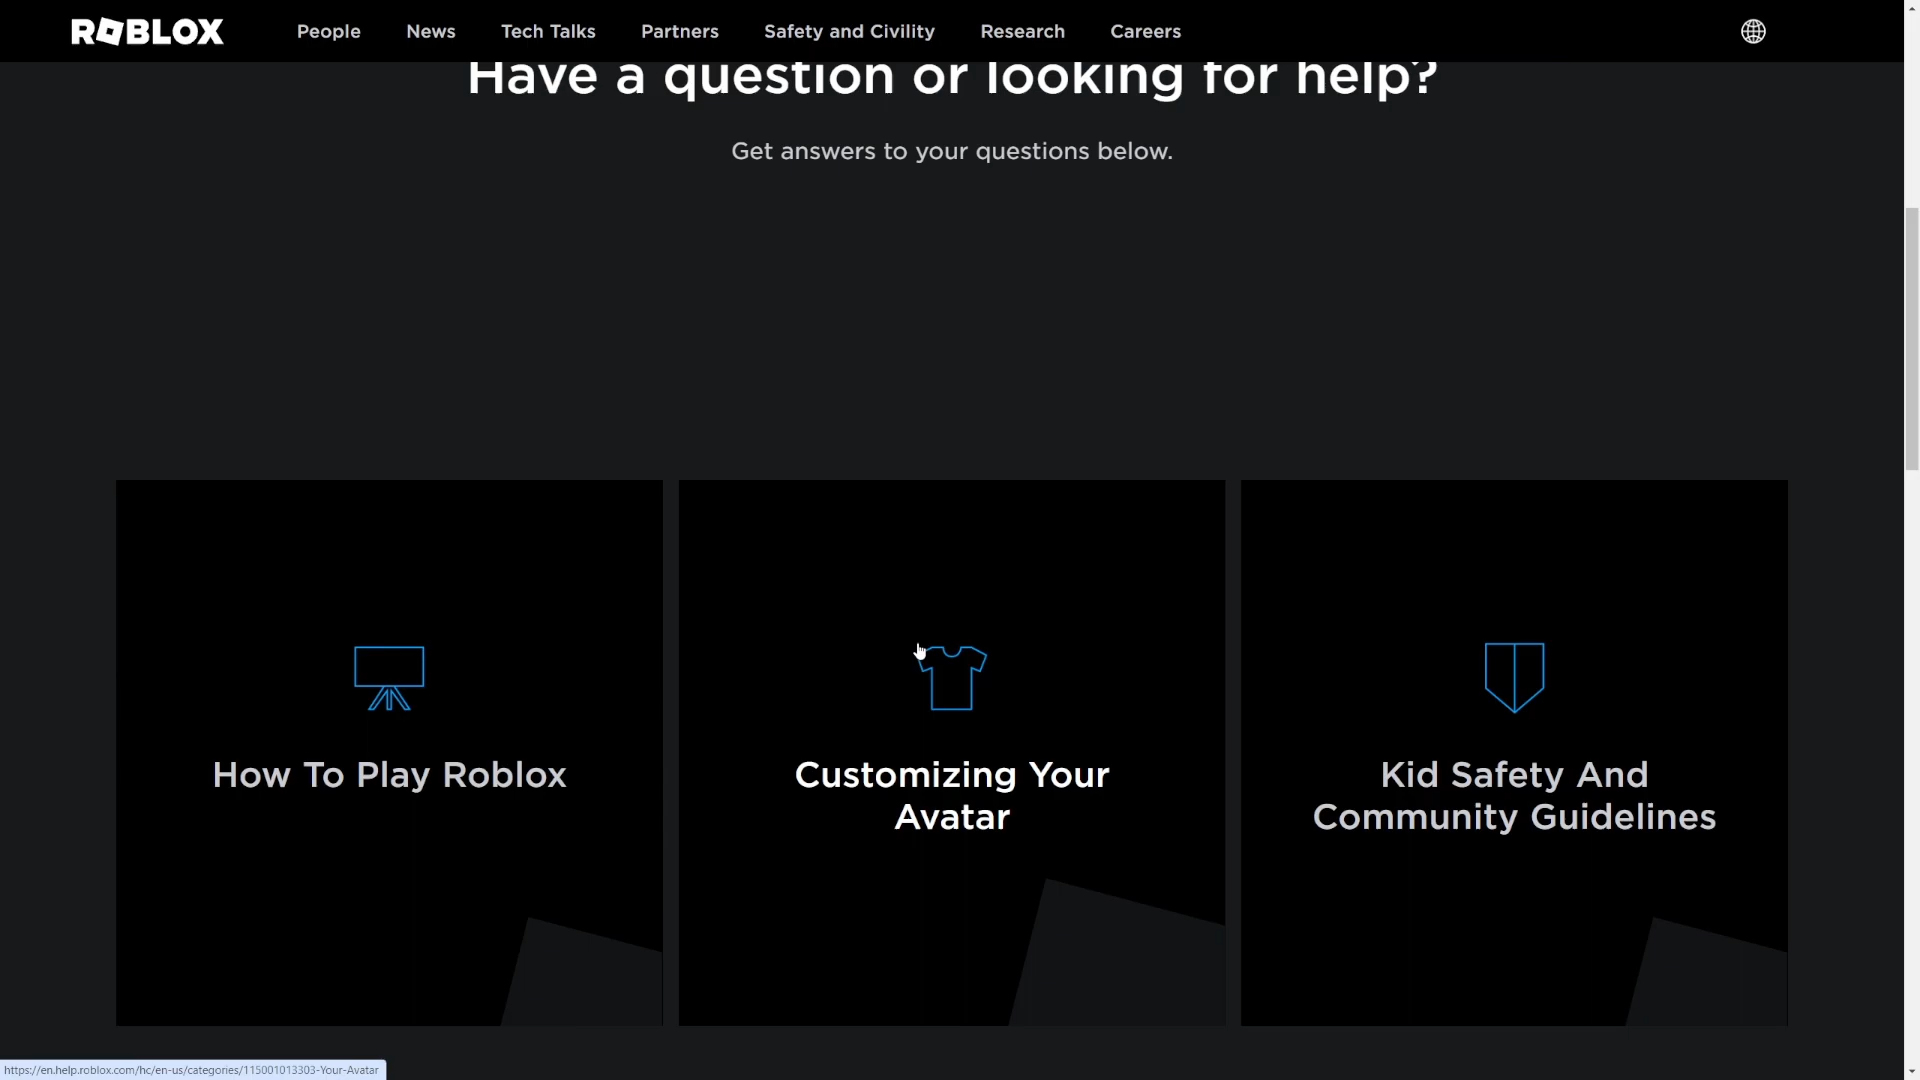 ROBLOX People News Tech Talks Partners Safety and Civility Research Careers
Have a question or looking for help?
Get answers to your questions below.
How To Play Roblox
Customizing Your
Avatar
Kid Safety And
Community Guidelines
https://en.help.roblox.com/hc/en-us/categories/115001013303-Your-Avatar